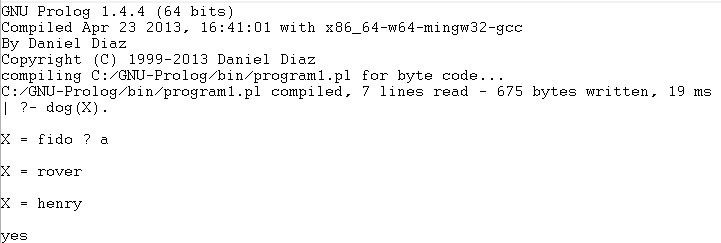 GNU Prolog 1.4.4 (64 bits)
Compiled Apr 23 2013, 16:41:01 with x86_64-w64-mingw32-gcc
By Daniel Diaz
Copyright (C) 1999-2013 Daniel Diaz
compiling C:/GNU-Prolog/bin/program1.pl for byte code...
C:/GNU-Prolog/bin/program1.pl compiled, 7 lines read - 675 bytes written, 19 ms
| ?- dog(X).
X = fido ? a
X = rover
X = henry
yes